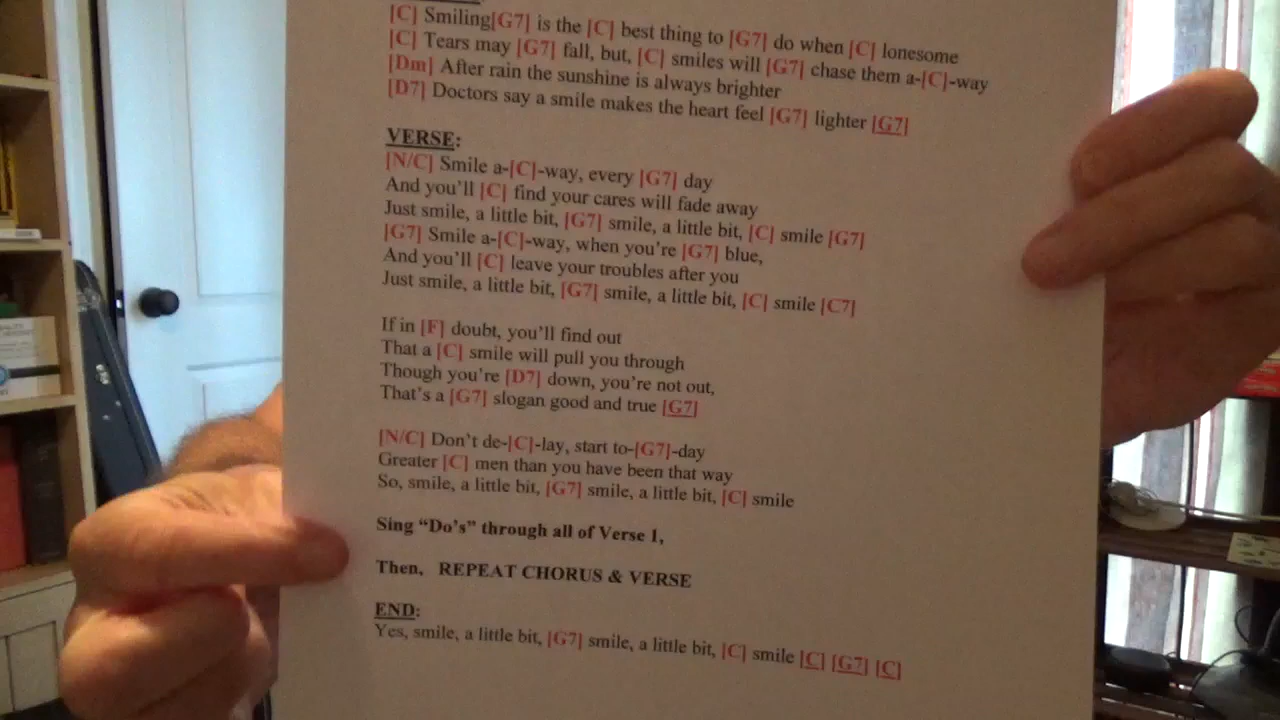 [C] Smiling[G7] is the [C] best thing to [G7] do when [C] lonesome
[C] Tears may [G7] fall, but, [C] smiles will [G7] chase them a-[C]-way
[Dm] After rain the sunshine is always brighter
[D7] Doctors say a smile makes the heart feel [G7] lighter [G7]
VERSE:
[N/C] Smile a-[C]-way, every [G7] day
And you'll [C] find your cares will fade away
Just smile, a little bit, [G7] smile, a little bit, [C] smile [G7]
[G7] Smile a-[C]-way, when you're [G7] blue,
And you'll [C] leave your troubles after you
Just smile, a little bit, [G7] smile, a little bit, [C] smile [C7]
If in [F] doubt, you'll find out
That a [C] smile will pull you through
Though you're [D7] down, you're not out,
That's a [G7] slogan good and true [G7]
[N/C] Don't de-[C]-lay, start to-[G7]-day
Greater [C] men than you have been that way
So, smile, a little bit, [G7] smile, a little bit, [C] smile
Sing “Do's” through all of Verse 1,
Then, REPEAT CHORUS & VERSE
END:
Yes, smile, a little bit, [G7] smile, a little bit, [C] smile [C] [G7] [C]